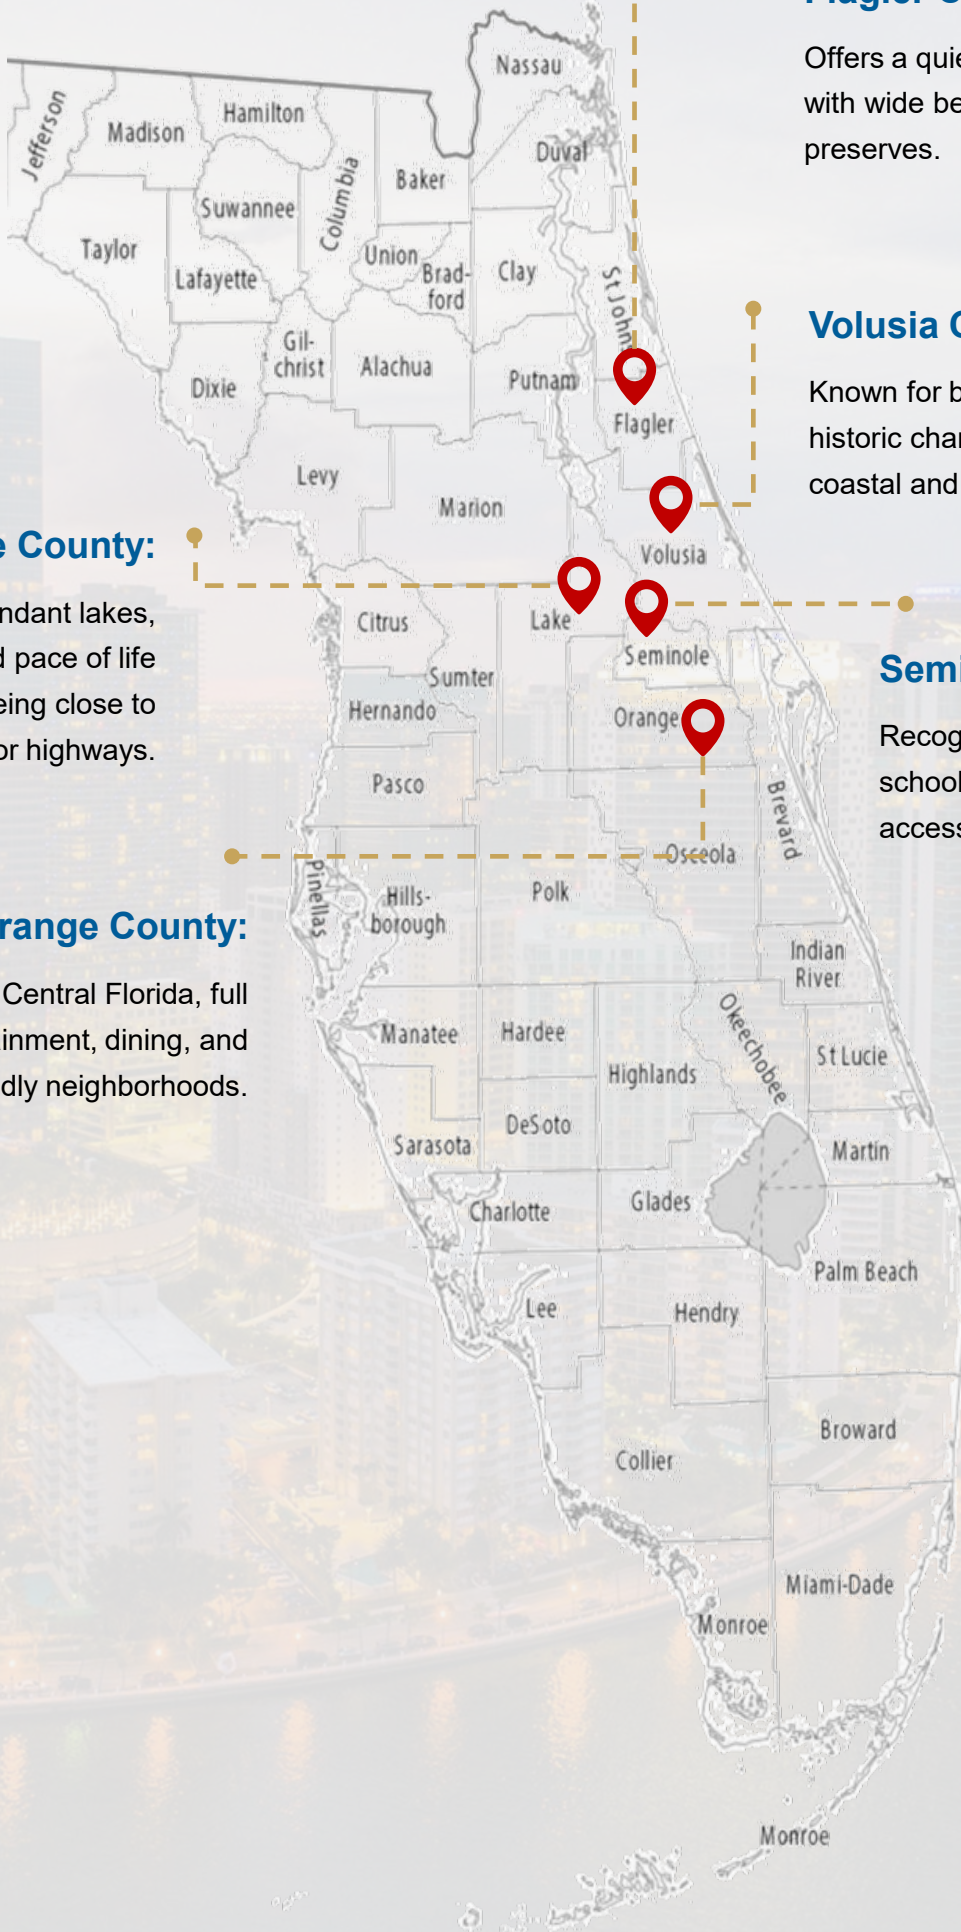 Flagler C
Offers a quie
with wide be
preserves.
Nassau
Jefferson
Madison
Hamilton
Duval
Baker
Columbia
Suwannee
Taylor
Lafayette
Union
Brad-
ford
Clay
St Johns
Gil-
christ
Alachua
Putnam
Dixie
Flagler
Volusia C
Known for b
historic char
coastal and
Levy
Marion
Volusia
e County:
ndant lakes,
d pace of life
eing close to
or highways.
Citrus
Lake
Seminole
Sumter
Hernando
Orange
Semi
Recog
school
access
Pasco
Brevard
Osceola
Polk
Pinellas
Hills-
borough
range County:
Central Florida, full
inment, dining, and
dly neighborhoods.
Indian
River
Okeechobee
Manatee
Hardee
Highlands
St Lucie
DeSoto
Sarasota
Martin
Charlotte
Glades
Palm Beach
Lee
Hendry
Broward
Collier
Miami-Dade
Monroe
Monroe